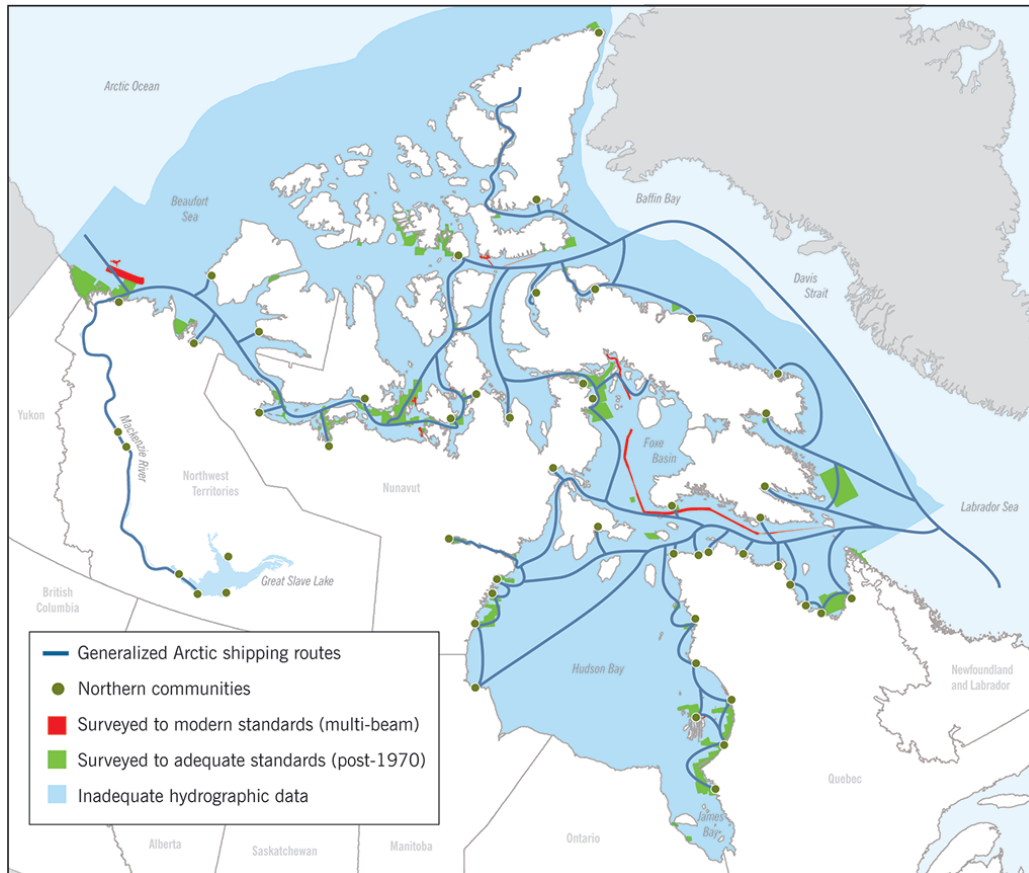 Arctic Ocean
Beaufort
Sea
Baffin Bay
Davis
Strait
Yukon
Mackenzie River
Northwest
Territories
Nunavut
Foxe
Basin
Labrador Sea
Great Slave Lake
British
Columbia
Hudson Bay
Newfoundland
and Labrador
Quebec
James
Bay
Alberta
Saskatchewan
Manitoba
Ontario
Generalized Arctic shipping routes
Northern communities
Surveyed to modern standards (multi-beam)
Surveyed to adequate standards (post-1970)
Inadequate hydrographic data